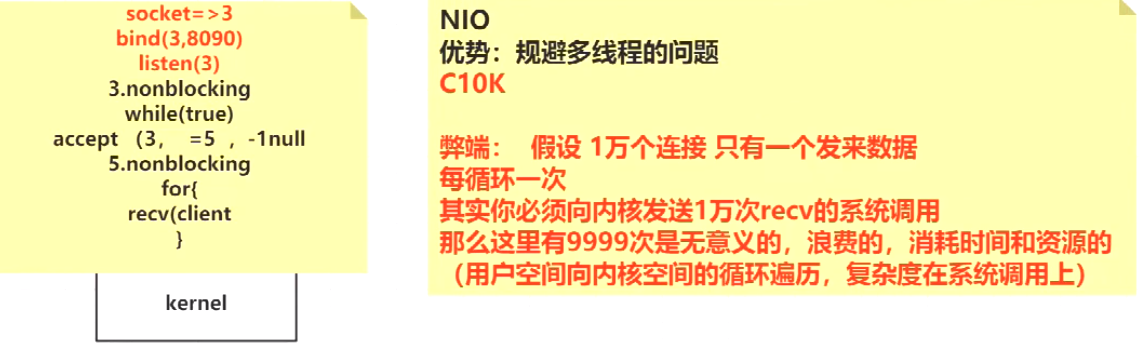 socket=>3
bind(3,8090)
listen(3)
3.nonblocking
while(true)
accept （3， =5 ，-1null
5.nonblocking
for{
recv(client
}
kernel
NIO
优势：规避多线程的问题
C10K
弊端： 假设 1万个连接 只有一个发来数据
每循环一次
其实你必须向内核发送1万次recv的系统调用
那么这里有9999次是无意义的，浪费的，消耗时间和资源的
（用户空间向内核空间的循环遍历，复杂度在系统调用上）